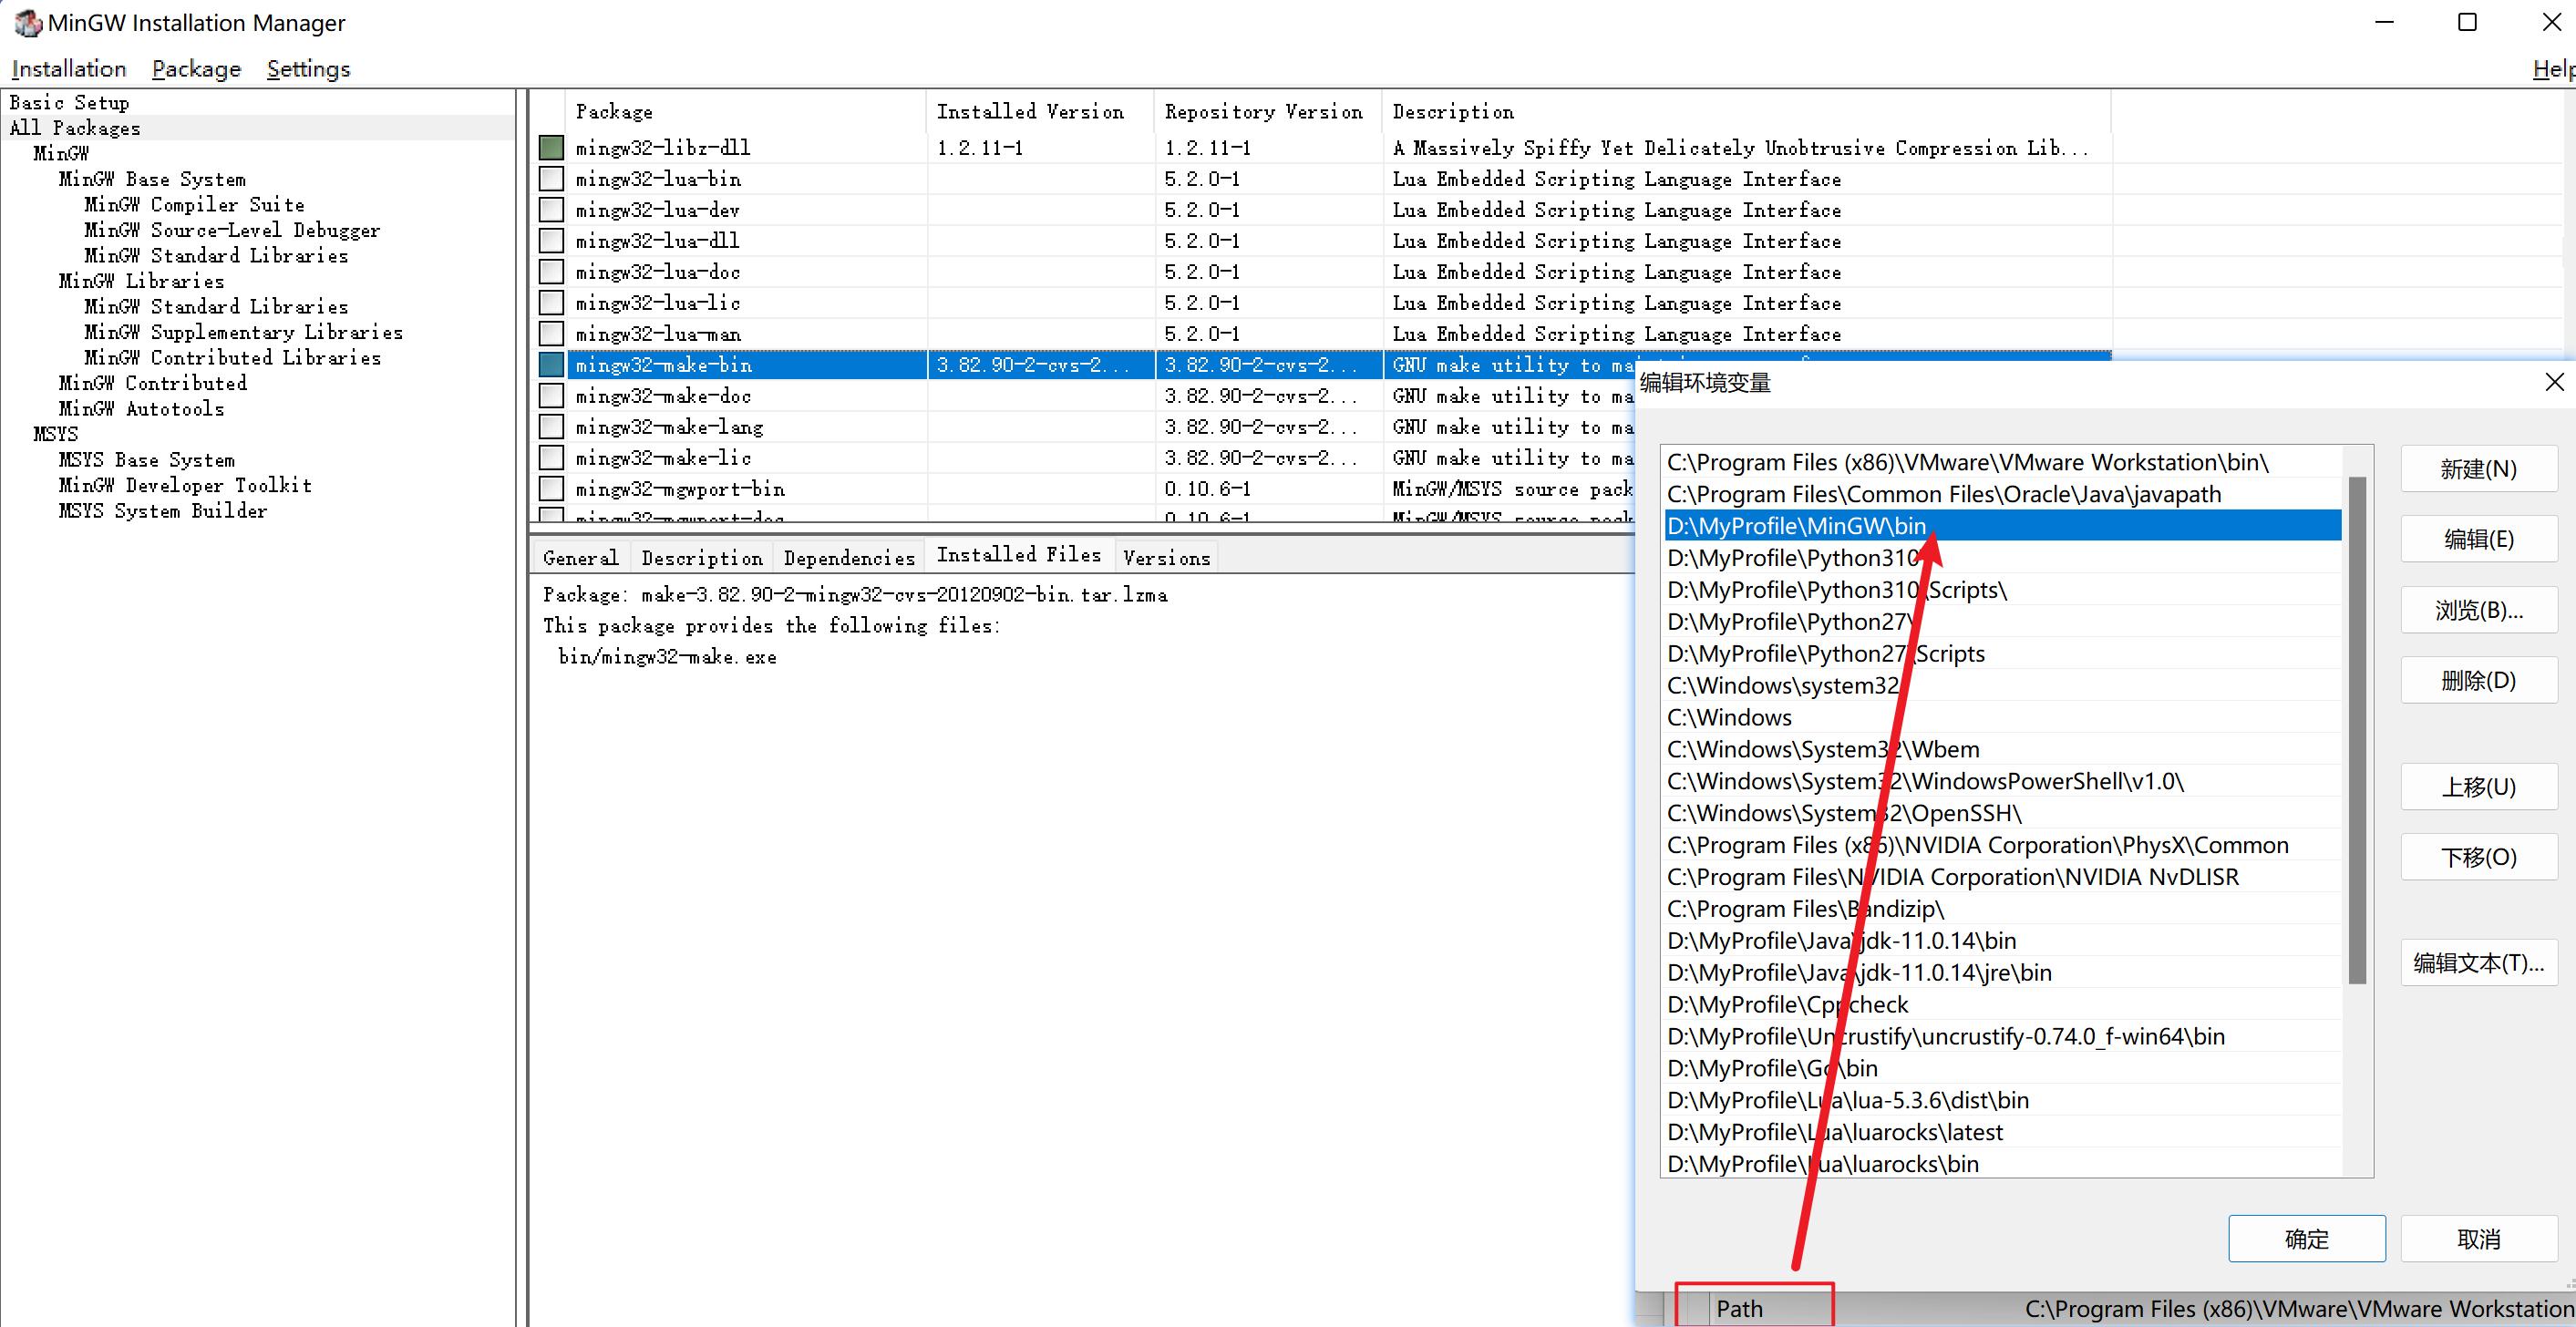 MinGW Installation Manager
Installation Package Settings Help
Basic Setup
All Packages
MinGW
MinGW Base System
MinGW Compiler Suite
MinGW Source-Level Debugger
MinGW Standard Libraries
MinGW Libraries
MinGW Standard Libraries
MinGW Supplementary Libraries
MinGW Contributed Libraries
MinGW Contributed
MinGW Autotools
MSYS
MSYS Base System
MinGW Developer Toolkit
MSYS System Builder
Package Installed Version Repository Version Description
mingw32-libz-dll 1.2.11-1 1.2.11-1 A Massively Spiffy Yet Delicately Unobtrusive Compression Lib...
mingw32-lua-bin 5.2.0-1 Lua Embedded Scripting Language Interface
mingw32-lua-dev 5.2.0-1 Lua Embedded Scripting Language Interface
mingw32-lua-dll 5.2.0-1 Lua Embedded Scripting Language Interface
mingw32-lua-doc 5.2.0-1 Lua Embedded Scripting Language Interface
mingw32-lua-lic 5.2.0-1 Lua Embedded Scripting Language Interface
mingw32-lua-man 5.2.0-1 Lua Embedded Scripting Language Interface
mingw32-make-bin 3.82.90-2-cvs-2... 3.82.90-2-cvs-2... GNU make utility to ma
mingw32-make-doc 3.82.90-2-cvs-2... GNU make utility to ma
mingw32-make-lang 3.82.90-2-cvs-2... GNU make utility to ma
mingw32-make-lic 3.82.90-2-cvs-2... GNU make utility to ma
mingw32-mgwport-bin 0.10.6-1 MinGW/MSYS source pack
mingw32-mgwport-doc 0.10.6-1 MinGW/MSYS source pack
General Description Dependencies Installed Files Versions
Package: make-3.82.90-2-mingw32-cvs-20120902-bin.tar.lzma
This package provides the following files:
bin/mingw32-make.exe
编辑环境变量
C:\Program Files (x86)\VMware\VMware Workstation\bin\
C:\Program Files\Common Files\Oracle\Java\javapath
D:\MyProfile\MinGW\bin
D:\MyProfile\Python310\
D:\MyProfile\Python310\Scripts\
D:\MyProfile\Python27\
D:\MyProfile\Python27\Scripts
C:\Windows\system32
C:\Windows
C:\Windows\System32\Wbem
C:\Windows\System32\WindowsPowerShell\v1.0\
C:\Windows\System32\OpenSSH\
C:\Program Files (x86)\NVIDIA Corporation\PhysX\Common
C:\Program Files\NVIDIA Corporation\NVIDIA NvDLISR
C:\Program Files\Bandizip\
D:\MyProfile\Java\jdk-11.0.14\bin
D:\MyProfile\Java\jdk-11.0.14\jre\bin
D:\MyProfile\Cppcheck
D:\MyProfile\Uncrustify\uncrustify-0.74.0_f-win64\bin
D:\MyProfile\Go\bin
D:\MyProfile\Lua\lua-5.3.6\dist\bin
D:\MyProfile\Lua\luarocks\latest
D:\MyProfile\Lua\luarocks\bin
新建(N)
编辑(E)
浏览(B)...
删除(D)
上移(U)
下移(O)
编辑文本(T)...
确定 取消
Path C:\Program Files (x86)\VMware\VMware Workstation